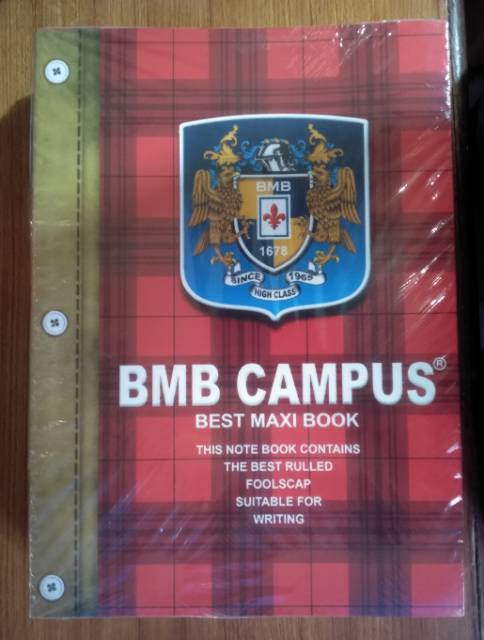 BMB
1678
SINCE 1965
HIGH CLASS
BMB CAMPUS®
BEST MAXI BOOK
THIS NOTE BOOK CONTAINS
THE BEST RULLED
FOOLSCAP
SUITABLE FOR
WRITING